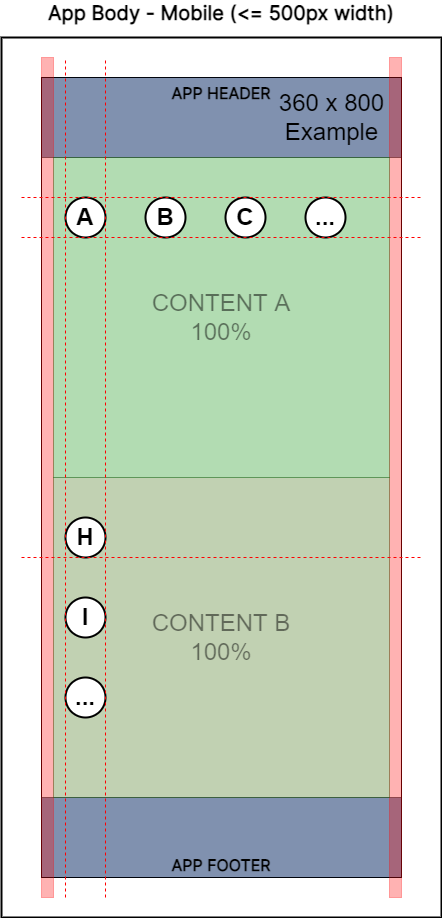 App Body - Mobile (<= 500px width)
APP HEADER
360 x 800
Example
A B C ...
CONTENT A
100%
H
I
CONTENT B
100%
...
APP FOOTER